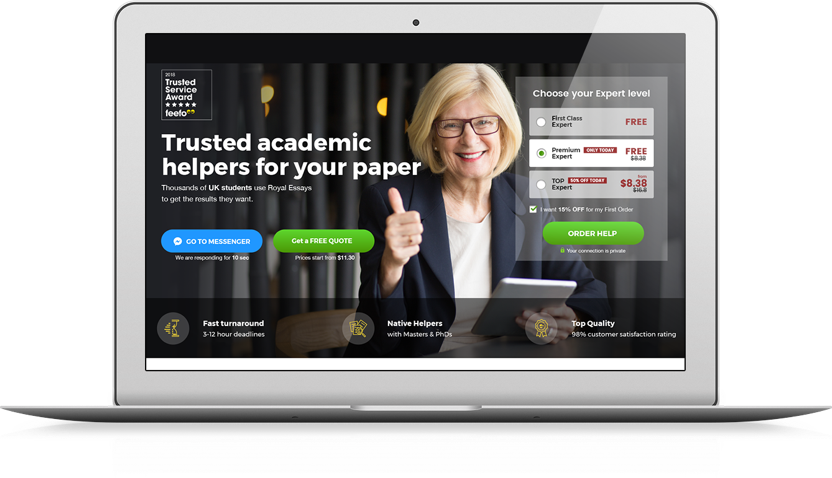 2016
Trusted
Service
Award
feefo
Trusted academic
helpers for your paper
Thousands of UK students use Royal Essays
to get the results they want.
GO TO MESSENGER
We are responding for 10 sec
Get a FREE QUOTE
Prices start from $11.30
Choose your Expert level
First Class
Expert
FREE
Premium
Expert
ONLY TODAY
FREE
$8.38
TOP
Expert
50% OFF TODAY
from
$8.38
$16.8
I want 15% OFF for my First Order
ORDER HELP
Your connection is private
Fast turnaround
3-12 hour deadlines
Native Helpers
with Masters & PhDs
Top Quality
98% customer satisfaction rating